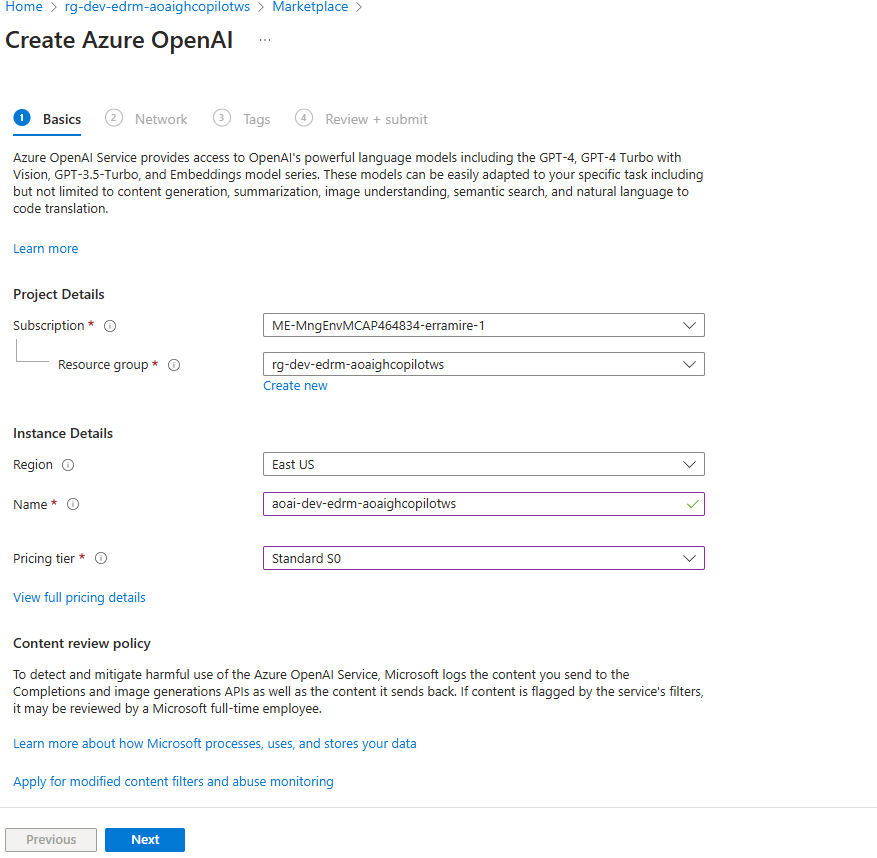 Home > rg-dev-edrm-aoaighcopilotws > Marketplace >
Create Azure OpenAI ...
1 Basics 2 Network 3 Tags 4 Review + submit
Azure OpenAI Service provides access to OpenAI's powerful language models including the GPT-4, GPT-4 Turbo with
Vision, GPT-3.5-Turbo, and Embeddings model series. These models can be easily adapted to your specific task including
but not limited to content generation, summarization, image understanding, semantic search, and natural language to
code translation.
Learn more
Project Details
Subscription * ME-MngEnvMCAP464834-erramire-1
Resource group * rg-dev-edrm-aoaighcopilotws
Create new
Instance Details
Region East US
Name * aoai-dev-edrm-aoaighcopilotws
Pricing tier * Standard S0
View full pricing details
Content review policy
To detect and mitigate harmful use of the Azure OpenAI Service, Microsoft logs the content you send to the
Completions and image generations APIs as well as the content it sends back. If content is flagged by the service's filters,
it may be reviewed by a Microsoft full-time employee.
Learn more about how Microsoft processes, uses, and stores your data
Apply for modified content filters and abuse monitoring
Previous Next